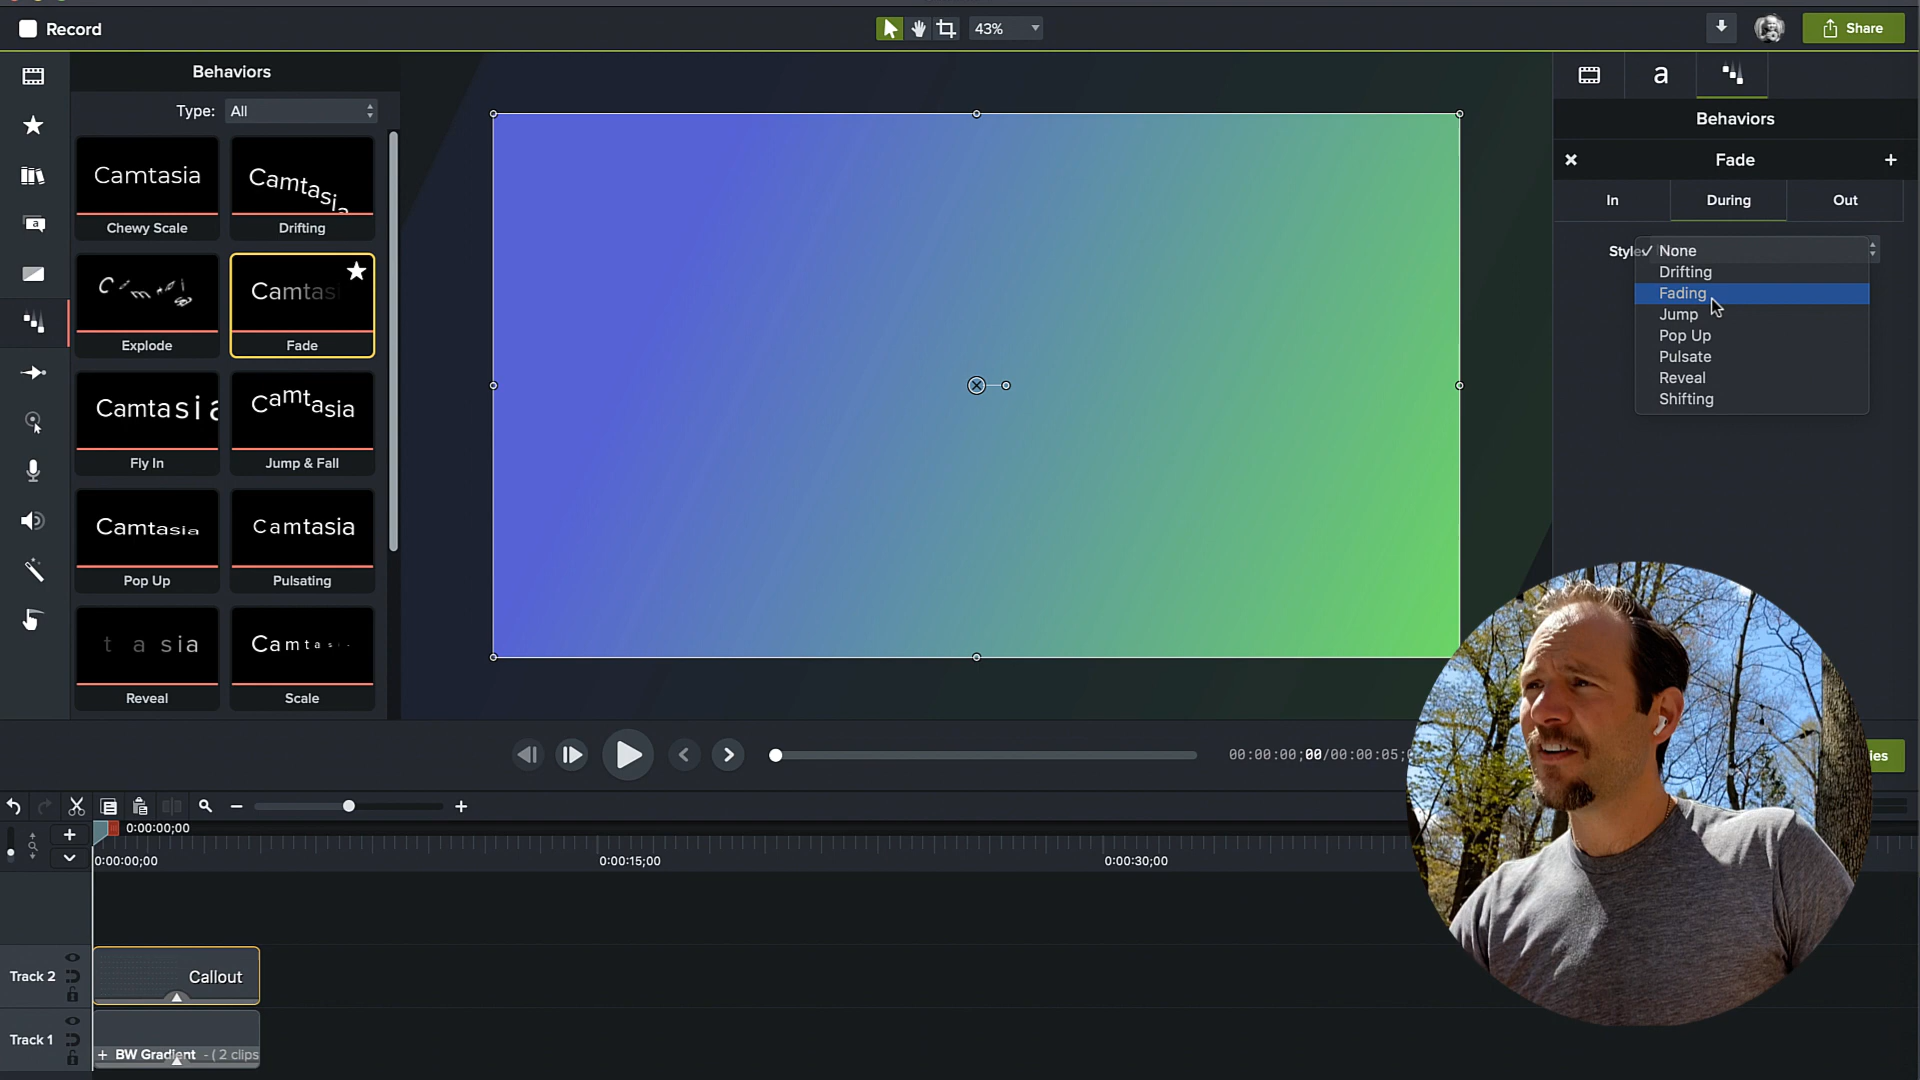 Record
43%
Share
Behaviors
Type: All
Camtasia
Chewy Scale
Camtasia
Drifting
Explode
Camtasi
Fade
Camtasia
Fly In
Camtasia
Jump & Fall
Camtasia
Pop Up
Camtasia
Pulsating
t a sia
Reveal
Camtas
Scale
a
Behaviors
Fade
In
During
Out
Style
✓ None
Drifting
Fading
Jump
Pop Up
Pulsate
Reveal
Shifting
00:00:00;00/00:00:05;
ies
0:00:00;00
0:00:00;00
0:00:15;00
0:00:30;00
Track 2
Callout
Track 1
+ BW Gradient - ( 2 clips